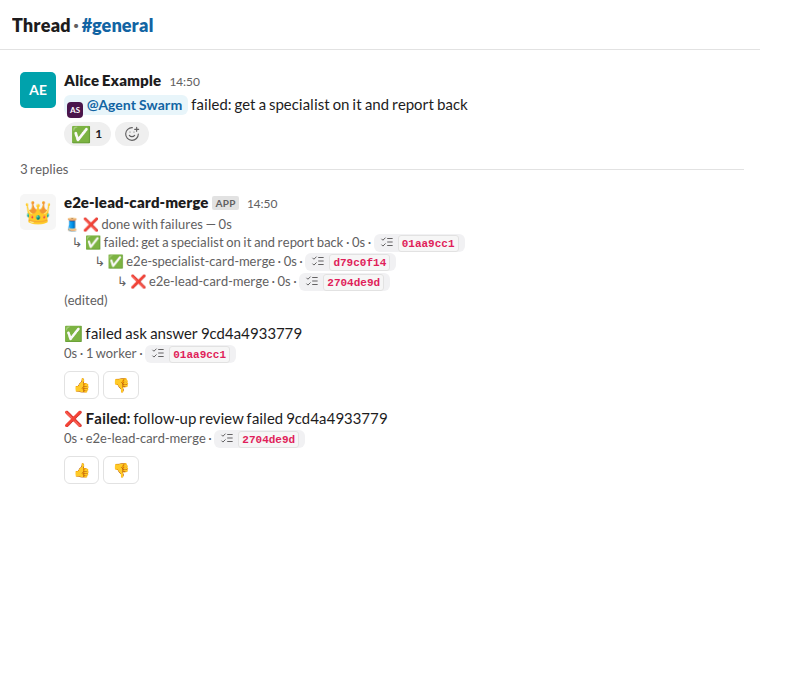 Thread • #general
AE
Alice Example 14:50
AS @Agent Swarm failed: get a specialist on it and report back
✅ 1
3 replies
e2e-lead-card-merge APP 14:50
🧵 ❌ done with failures — 0s
↳ ✅ failed: get a specialist on it and report back · 0s · 01aa9cc1
↳ ✅ e2e-specialist-card-merge · 0s · d79c0f14
↳ ❌ e2e-lead-card-merge · 0s · 2704de9d
(edited)
✅ failed ask answer 9cd4a4933779
0s · 1 worker · 01aa9cc1
👍 👎
❌ Failed: follow-up review failed 9cd4a4933779
0s · e2e-lead-card-merge · 2704de9d
👍 👎